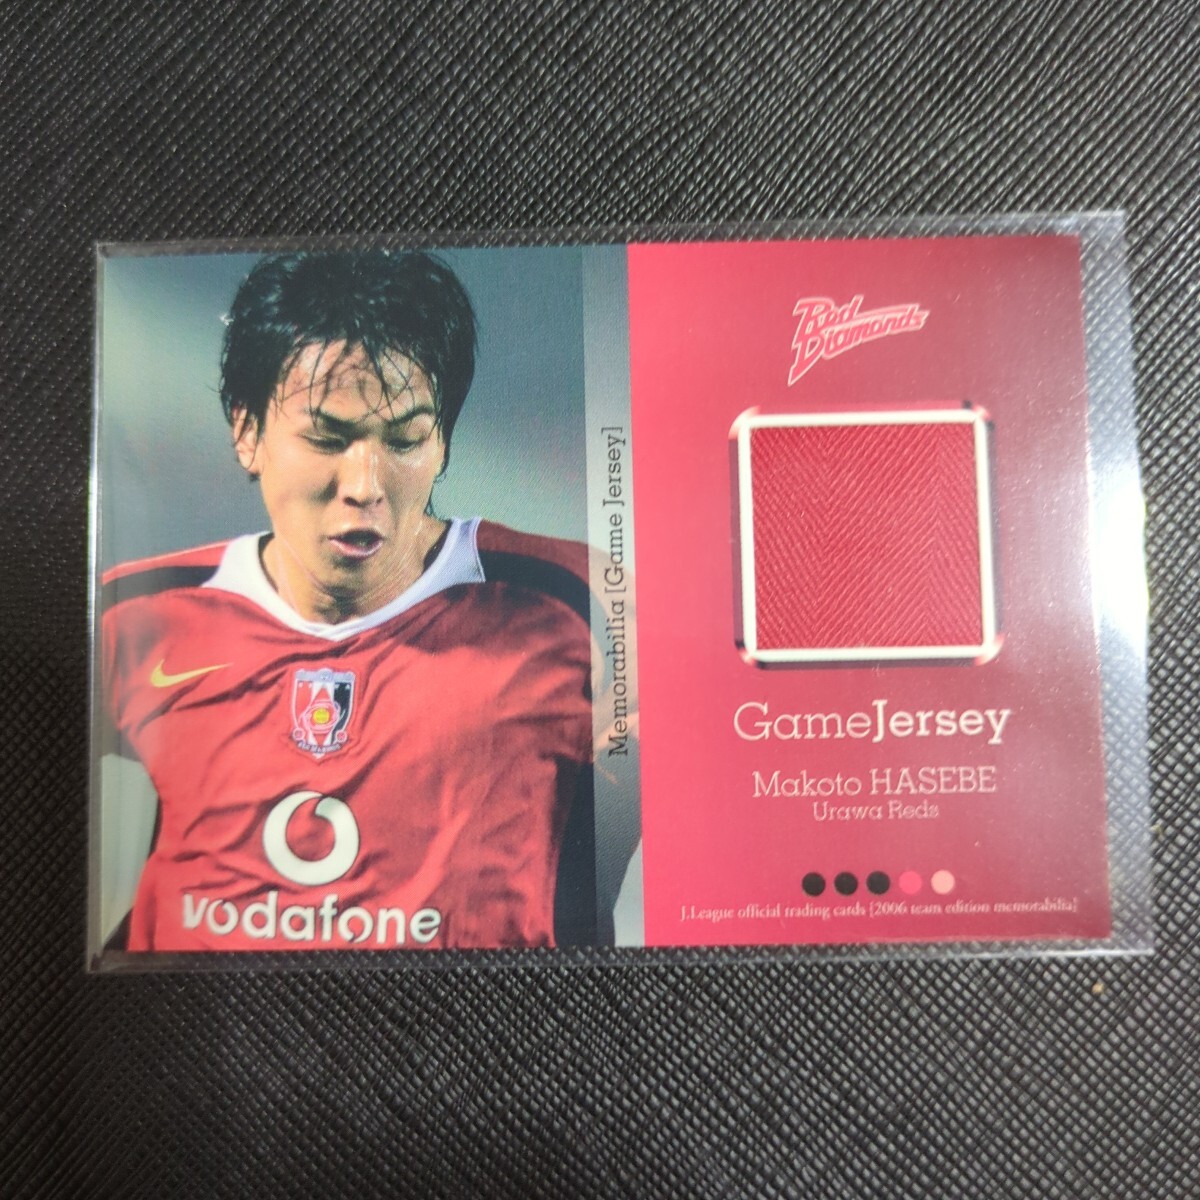 Red
Diamonds
Memorabilia [Game Jersey]
GameJersey
Makoto HASEBE
Urawa Reds
J.League official trading cards [2006 team edition memorabilia]
vodafone